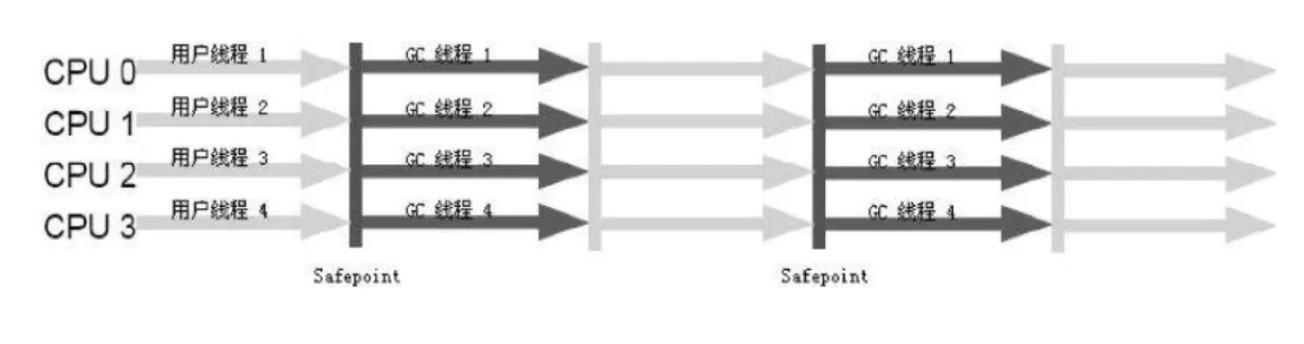 CPU 0 用户线程 1 GC 线程 1 GC 线程 1
CPU 1 用户线程 2 GC 线程 2 GC 线程 2
CPU 2 用户线程 3 GC 线程 3 GC 线程 3
CPU 3 用户线程 4 GC 线程 4 GC 线程 4
Safepoint Safepoint